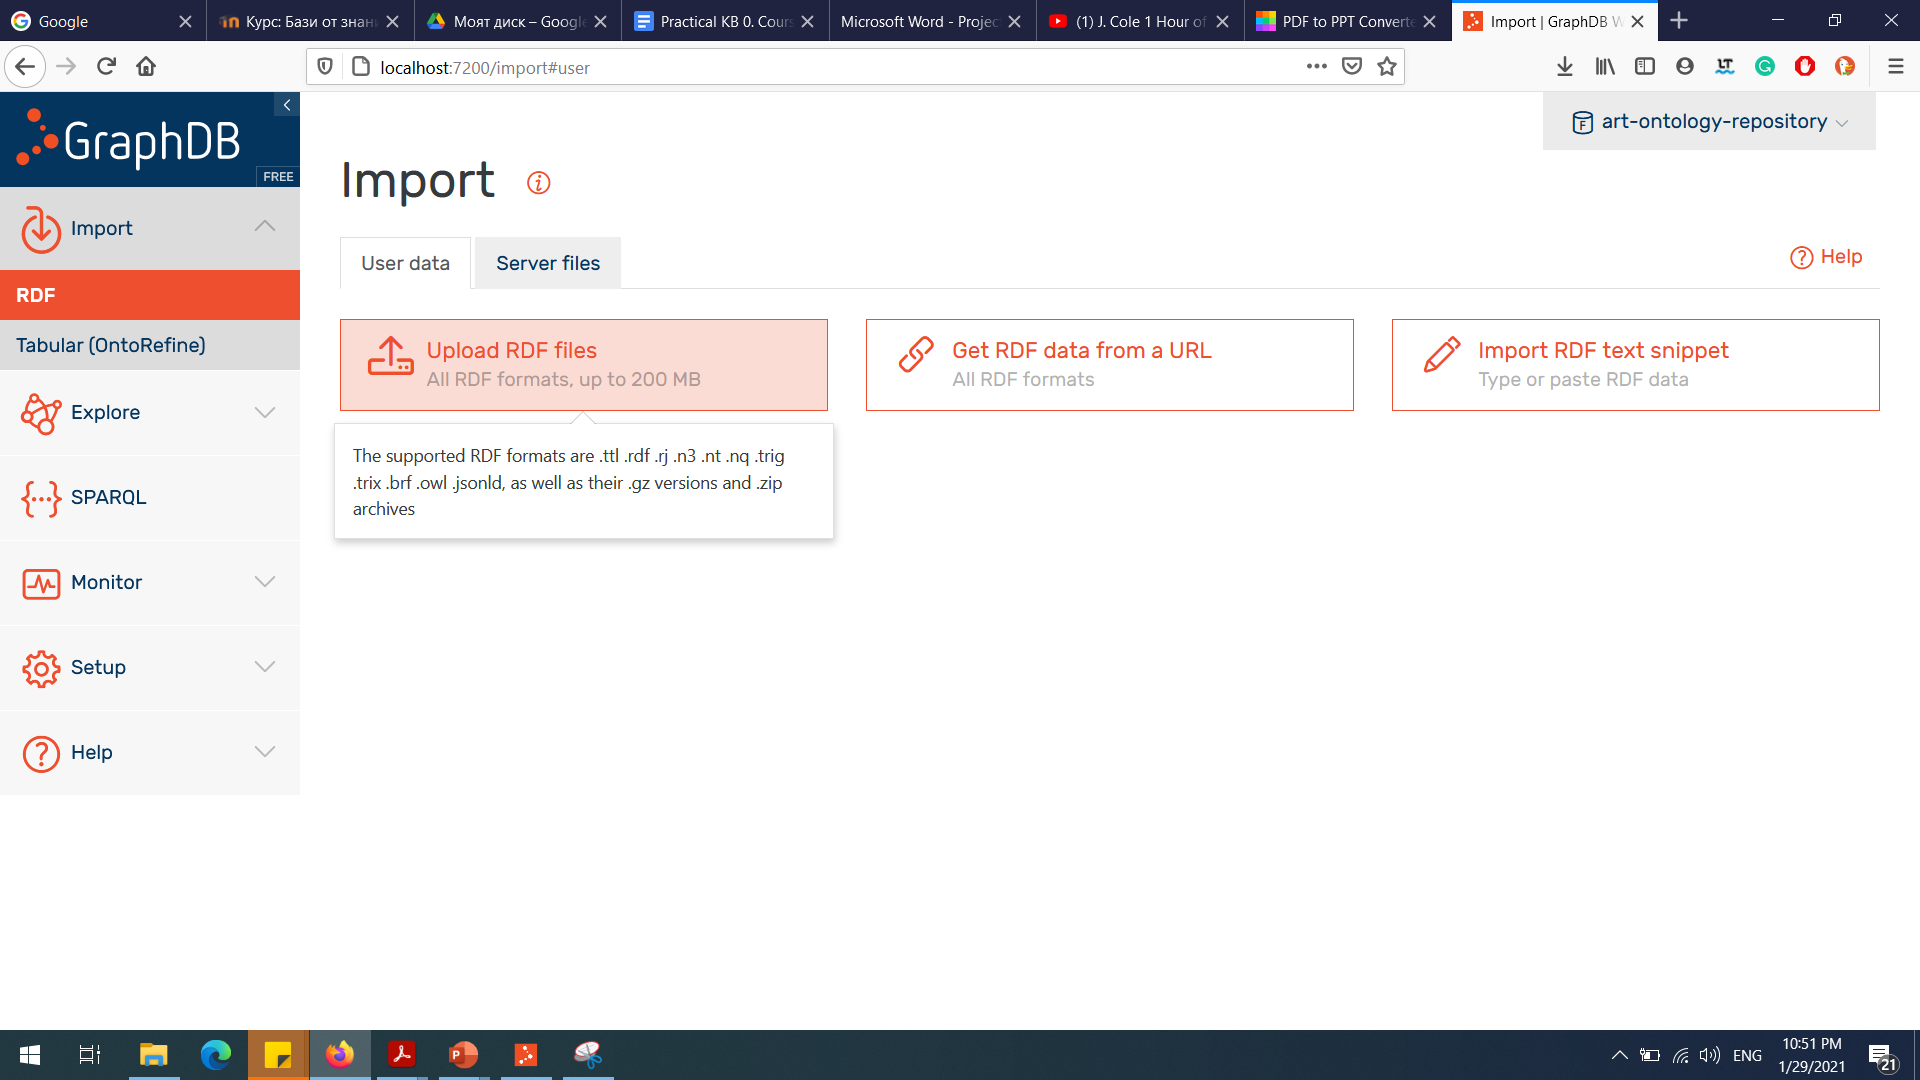 Google
Курс: Бази от знан
Моят диск – Google
Practical KB 0. Cours
Microsoft Word - Projec
(1) J. Cole 1 Hour of
PDF to PPT Converte
Import | GraphDB W
localhost:7200/import#user
GraphDB
FREE
art-ontology-repository
Import
Import
RDF
Tabular (OntoRefine)
Explore
SPARQL
Monitor
Setup
Help
User data
Server files
Help
Upload RDF files
All RDF formats, up to 200 MB
Get RDF data from a URL
All RDF formats
Import RDF text snippet
Type or paste RDF data
The supported RDF formats are .ttl .rdf .rj .n3 .nt .nq .trig
.trix .brf .owl .jsonld, as well as their .gz versions and .zip
archives
ENG
10:51 PM
1/29/2021
21